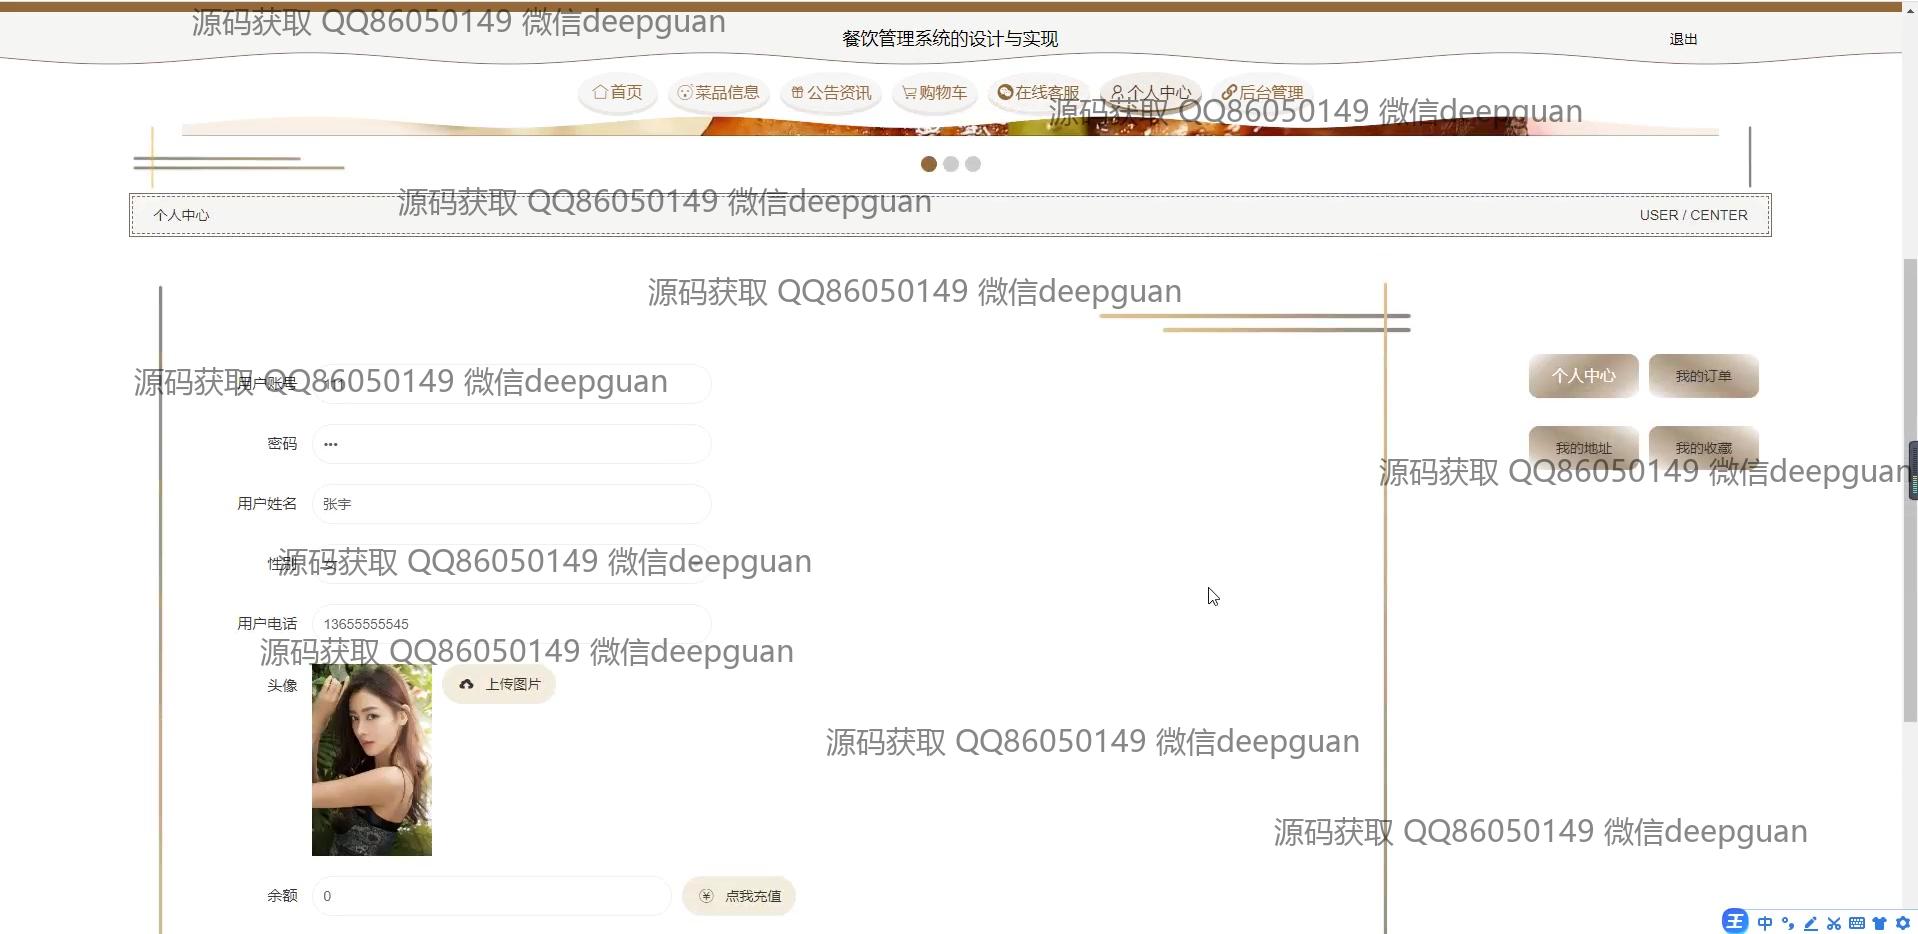 源码获取 QQ86050149 微信deepguan
餐饮管理系统的设计与实现
退出
首页
菜品信息
公告资讯
购物车
在线客服
个人中心
后台管理
源码获取 QQ86050149 微信deepguan
个人中心
源码获取 QQ86050149 微信deepguan
USER / CENTER
源码获取 QQ86050149 微信deepguan
个人中心
我的订单
源码获取 QQ86050149 微信deepguan
用户账号
密码
•••
我的地址
我的收藏
源码获取 QQ86050149 微信deepguan
用户姓名
张宇
性别
女
源码获取 QQ86050149 微信deepguan
用户电话
13655555545
源码获取 QQ86050149 微信deepguan
头像
上传图片
源码获取 QQ86050149 微信deepguan
源码获取 QQ86050149 微信deepguan
余额
0
点我充值
王
中